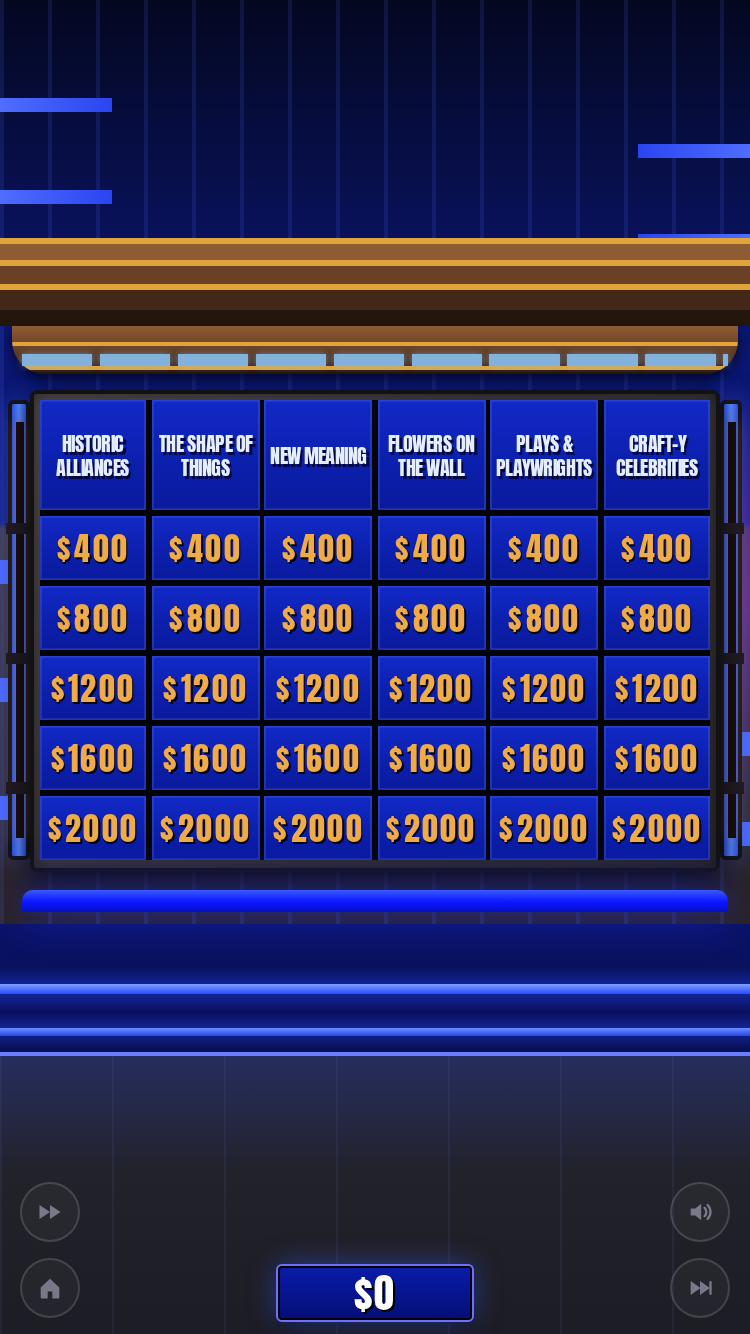 HISTORIC
ALLIANCES
THE SHAPE OF
THINGS
NEW MEANING
FLOWERS ON
THE WALL
PLAYS &
PLAYWRIGHTS
CRAFT-Y
CELEBRITIES
$400 $400 $400 $400 $400 $400
$800 $800 $800 $800 $800 $800
$1200 $1200 $1200 $1200 $1200 $1200
$1600 $1600 $1600 $1600 $1600 $1600
$2000 $2000 $2000 $2000 $2000 $2000
$0